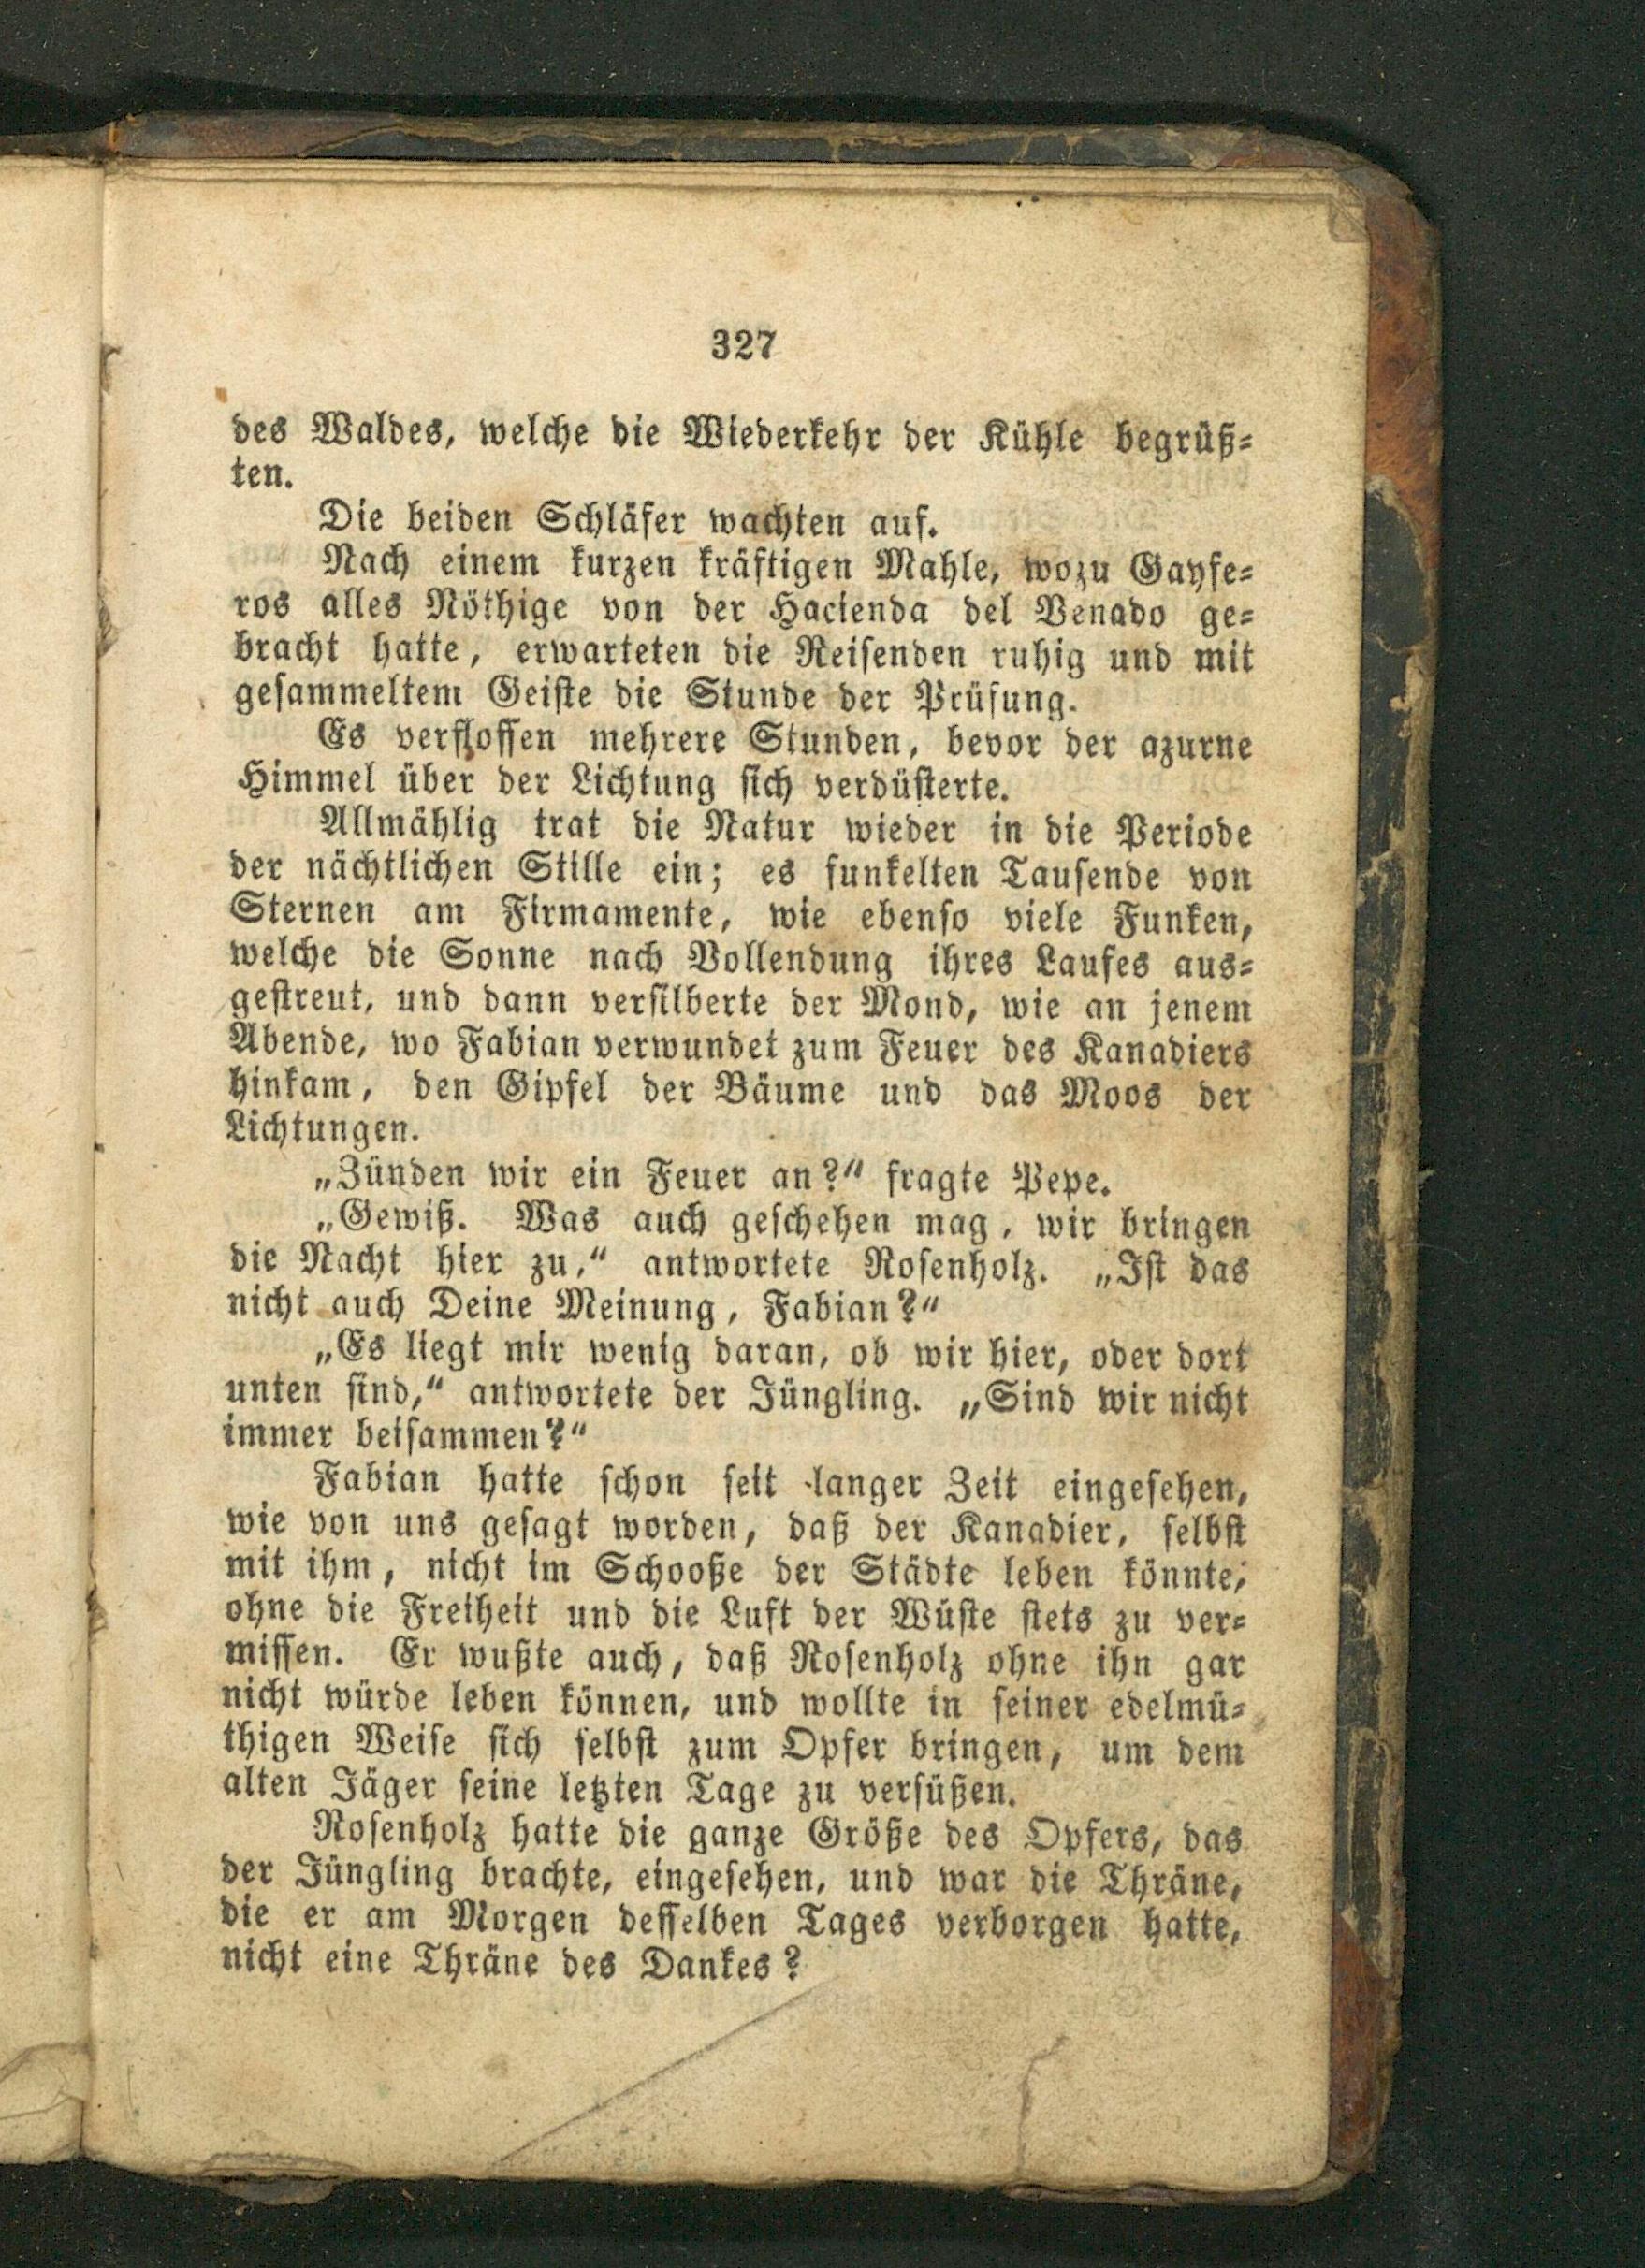 327
des Waldes, welche die Wiederkehr der Kühle begrüß-
ten.
Die beiden Schläfer wachten auf.
Nach einem kurzen kräftigen Mahle, wozu Gayfe-
ros alles Nöthige von der Hacienda del Venado ge-
bracht hatte, erwarteten die Reisenden ruhig und mit
gesammeltem Geiste die Stunde der Prüfung.
Es verflossen mehrere Stunden, bevor der azurne
Himmel über der Lichtung sich verdüsterte.
Allmählig trat die Natur wieder in die Periode
der nächtlichen Stille ein; es funkelten Tausende von
Sternen am Firmamente, wie ebenso viele Funken,
welche die Sonne nach Vollendung ihres Laufes aus-
gestreut, und dann versilberte der Mond, wie an jenem
Abende, wo Fabian verwundet zum Feuer des Kanadiers
hinkam, den Gipfel der Bäume und das Moos der
Lichtungen.
„Zünden wir ein Feuer an?“ fragte Pepe.
„Gewiß. Was auch geschehen mag, wir bringen
die Nacht hier zu,“ antwortete Rosenholz. „Ist das
nicht auch Deine Meinung, Fabian?“
„Es liegt mir wenig daran, ob wir hier, oder dort
unten sind,“ antwortete der Jüngling. „Sind wir nicht
immer beisammen?“
Fabian hatte schon seit langer Zeit eingesehen,
wie von uns gesagt worden, daß der Kanadier, selbst
mit ihm, nicht im Schooße der Städte leben könnte,
ohne die Freiheit und die Luft der Wüste stets zu ver-
missen. Er wußte auch, daß Rosenholz ohne ihn gar
nicht würde leben können, und wollte in seiner edelmü-
thigen Weise sich selbst zum Opfer bringen, um dem
alten Jäger seine letzten Tage zu versüßen.
Rosenholz hatte die ganze Größe des Opfers, das
der Jüngling brachte, eingesehen, und war die Thräne,
die er am Morgen desselben Tages verborgen hatte,
nicht eine Thräne des Dankes?